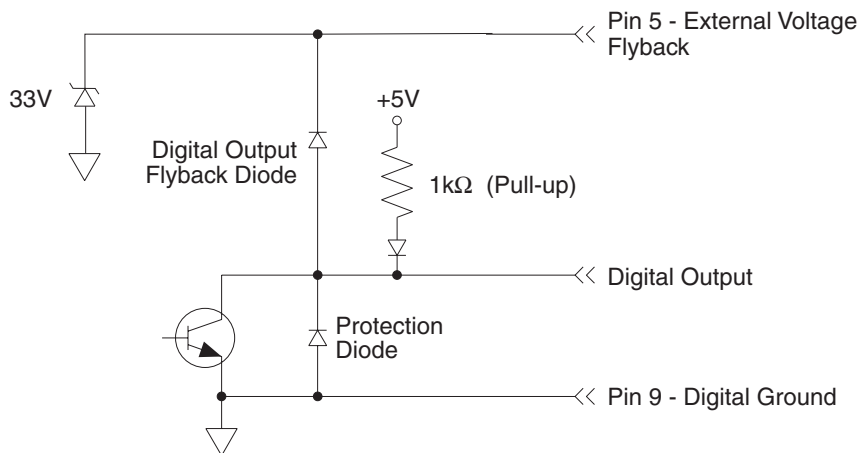 Pin 5 - External Voltage
Flyback
33V
+5V
Digital Output
Flyback Diode
1kΩ (Pull-up)
Digital Output
Protection
Diode
Pin 9 - Digital Ground